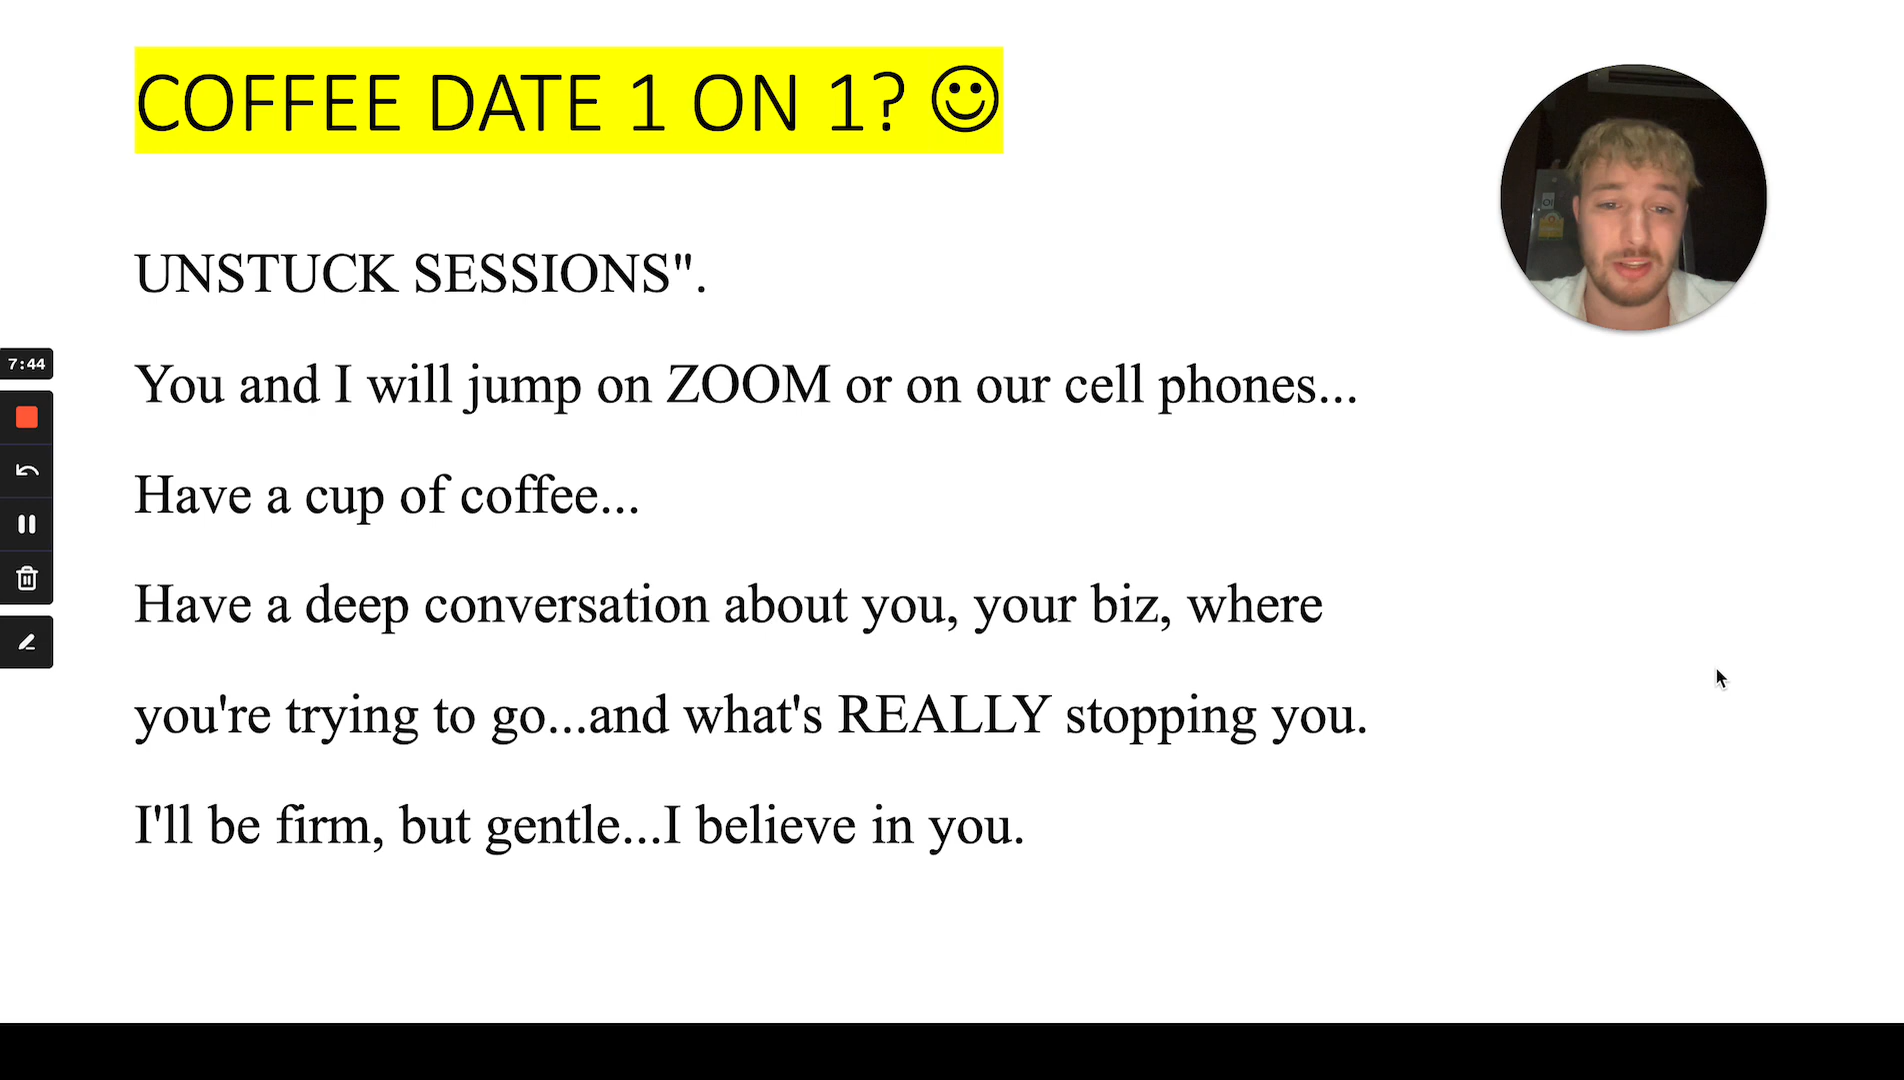 COFFEE DATE 1 ON 1? ☺
UNSTUCK SESSIONS".
You and I will jump on ZOOM or on our cell phones...
7:44
Have a cup of coffee...
Have a deep conversation about you, your biz, where
you're trying to go...and what's REALLY stopping you.
I'll be firm, but gentle...I believe in you.